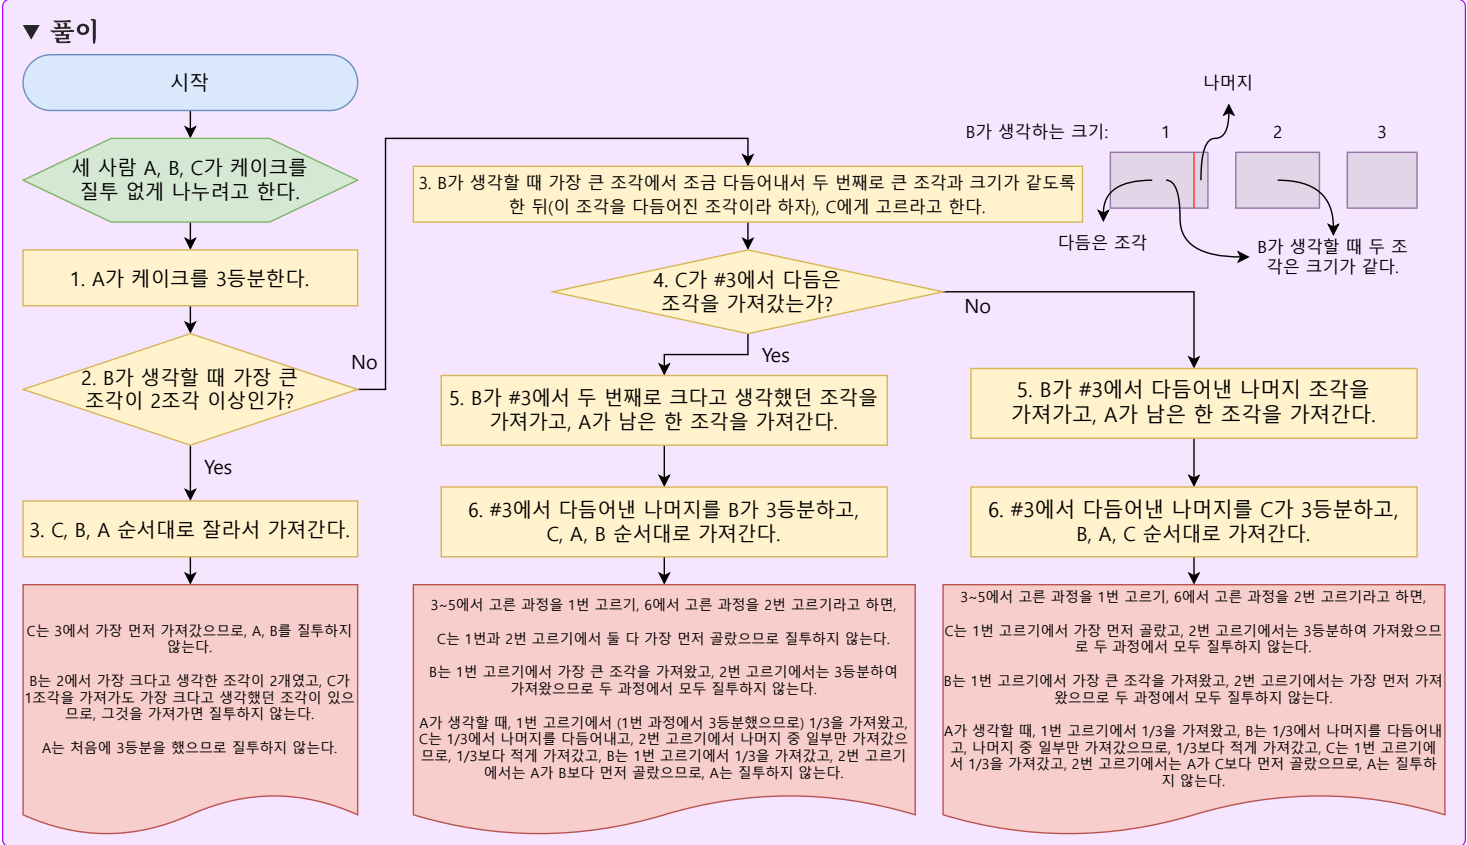 ▼ 풀이
시작
세 사람 A, B, C가 케이크를
질투 없게 나누려고 한다.
1. A가 케이크를 3등분한다.
2. B가 생각할 때 가장 큰
조각이 2조각 이상인가?
No
Yes
3. C, B, A 순서대로 잘라서 가져간다.
C는 3에서 가장 먼저 가져갔으므로, A, B를 질투하지
않는다.
B는 2에서 가장 크다고 생각한 조각이 2개였고, C가
1조각을 가져가도 가장 크다고 생각했던 조각이 있으
므로, 그것을 가져가면 질투하지 않는다.
A는 처음에 3등분을 했으므로 질투하지 않는다.
3. B가 생각할 때 가장 큰 조각에서 조금 다듬어내서 두 번째로 큰 조각과 크기가 같도록
한 뒤(이 조각을 다듬어진 조각이라 하자), C에게 고르라고 한다.
나머지
B가 생각하는 크기:
1
2
3
다듬은 조각
B가 생각할 때 두 조
각은 크기가 같다.
4. C가 #3에서 다듬은
조각을 가져갔는가?
No
Yes
5. B가 #3에서 두 번째로 크다고 생각했던 조각을
가져가고, A가 남은 한 조각을 가져간다.
6. #3에서 다듬어낸 나머지를 B가 3등분하고,
C, A, B 순서대로 가져간다.
3~5에서 고른 과정을 1번 고르기, 6에서 고른 과정을 2번 고르기라고 하면,
C는 1번과 2번 고르기에서 둘 다 가장 먼저 골랐으므로 질투하지 않는다.
B는 1번 고르기에서 가장 큰 조각을 가져왔고, 2번 고르기에서는 3등분하여
가져왔으므로 두 과정에서 모두 질투하지 않는다.
A가 생각할 때, 1번 고르기에서 (1번 과정에서 3등분했으므로) 1/3을 가져왔고,
C는 1/3에서 나머지를 다듬어내고, 2번 고르기에서 나머지 중 일부만 가져갔으
므로, 1/3보다 적게 가져갔고, B는 1번 고르기에서 1/3을 가져갔고, 2번 고르기
에서는 A가 B보다 먼저 골랐으므로, A는 질투하지 않는다.
5. B가 #3에서 다듬어낸 나머지 조각을
가져가고, A가 남은 한 조각을 가져간다.
6. #3에서 다듬어낸 나머지를 C가 3등분하고,
B, A, C 순서대로 가져간다.
3~5에서 고른 과정을 1번 고르기, 6에서 고른 과정을 2번 고르기라고 하면,
C는 1번 고르기에서 가장 먼저 골랐고, 2번 고르기에서는 3등분하여 가져왔으므
로 두 과정에서 모두 질투하지 않는다.
B는 1번 고르기에서 가장 큰 조각을 가져왔고, 2번 고르기에서는 가장 먼저 가져
왔으므로 두 과정에서 모두 질투하지 않는다.
A가 생각할 때, 1번 고르기에서 1/3을 가져왔고, B는 1/3에서 나머지를 다듬어내
고, 나머지 중 일부만 가져갔으므로, 1/3보다 적게 가져갔고, C는 1번 고르기에
서 1/3을 가져갔고, 2번 고르기에서는 A가 C보다 먼저 골랐으므로, A는 질투하
지 않는다.